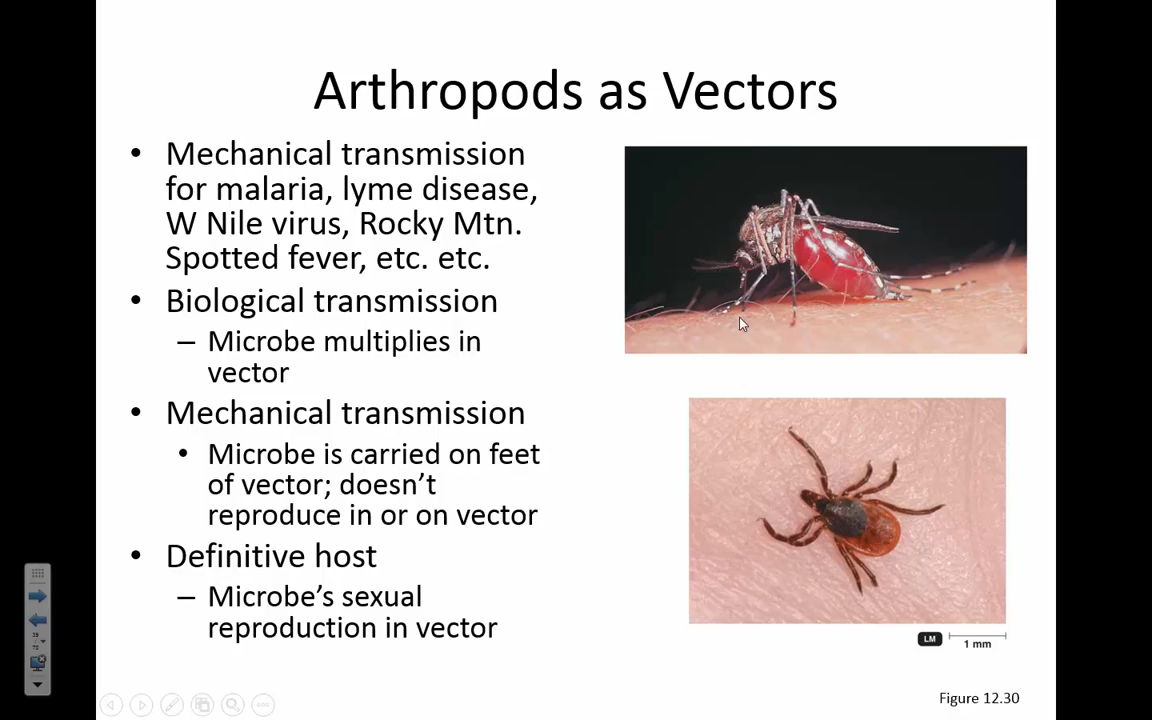 Arthropods as Vectors
• Mechanical transmission
for malaria, lyme disease,
W Nile virus, Rocky Mtn.
Spotted fever, etc. etc.
• Biological transmission
– Microbe multiplies in
vector
• Mechanical transmission
• Microbe is carried on feet
of vector; doesn’t
reproduce in or on vector
• Definitive host
– Microbe’s sexual
reproduction in vector
LM
1 mm
Figure 12.30